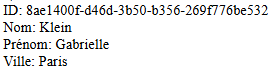 ID: 8ae1400f-d46d-3b50-b356-269f776be532
Nom: Klein
Prénom: Gabrielle
Ville: Paris